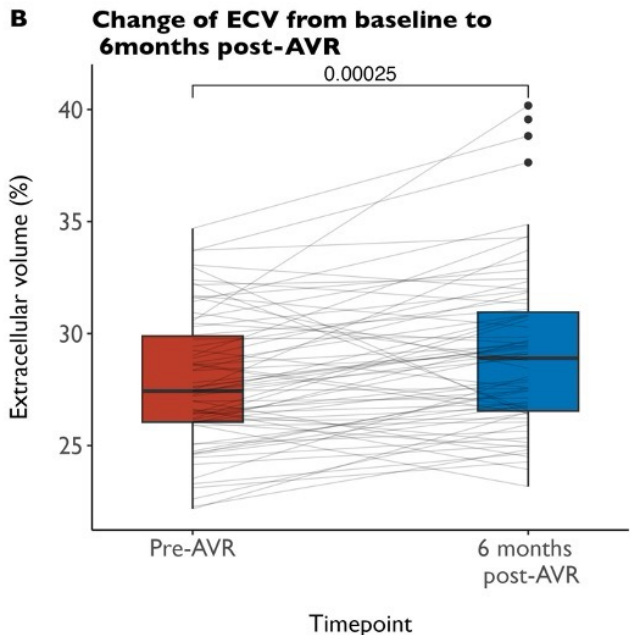 B Change of ECV from baseline to
6months post-AVR
0.00025
Extracellular volume (%)
40
35
30
25
Pre-AVR
6 months
post-AVR
Timepoint